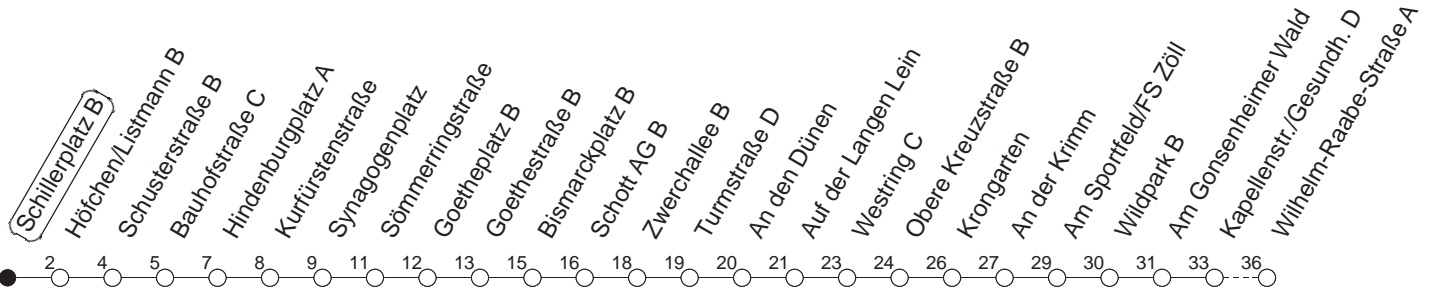 Schillerplatz B
Höfchen/Listmann B
Schusterstraße B
Bauhofstraße C
Hindenburgplatz A
Kurfürstenstraße
Synagogenplatz
Sömmerringstraße
Goetheplatz B
Goethestraße B
Bismarckplatz B
Schott AG B
Zwerchallee B
Turmstraße D
An den Dünen
Auf der Langen Lein
Westring C
Obere Kreuzstraße B
Krongarten
An der Krimm
Am Sportfeld/FS Zöll
Wildpark B
Am Gonsenheimer Wald
Kapellenstr./Gesundh. D
Wilhelm-Raabe-Straße A
2 4 5 7 8 9 11 12 13 15 16 18 19 20 21 23 24 26 27 29 30 31 33 36